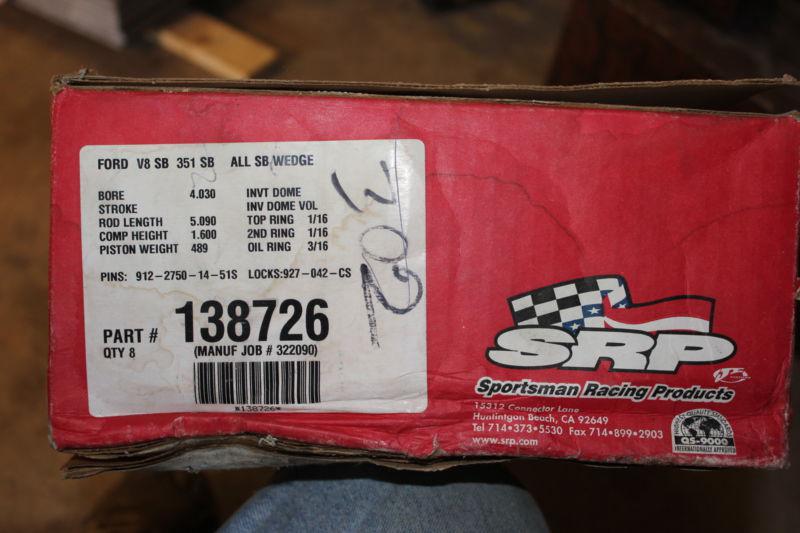 FORD V8 SB 351 SB ALL SB WEDGE
BORE 4.030 INVT DOME
STROKE INV DOME VOL
ROD LENGTH 5.090 TOP RING 1/16
COMP HEIGHT 1.600 2ND RING 1/16
PISTON WEIGHT 489 OIL RING 3/16
PINS: 912-2750-14-51S LOCKS:927-042-CS
PART # 138726
QTY 8 (MANUF JOB # 322090)
*138726*
302
SRP
Sportsman Racing Products
15312 Connector Lane
Huntintgon Beach, CA 92649
Tel 714•373•5530 Fax 714•899•2903
www.srp.com
QS-9000
INTERNATIONALLY APPROVED